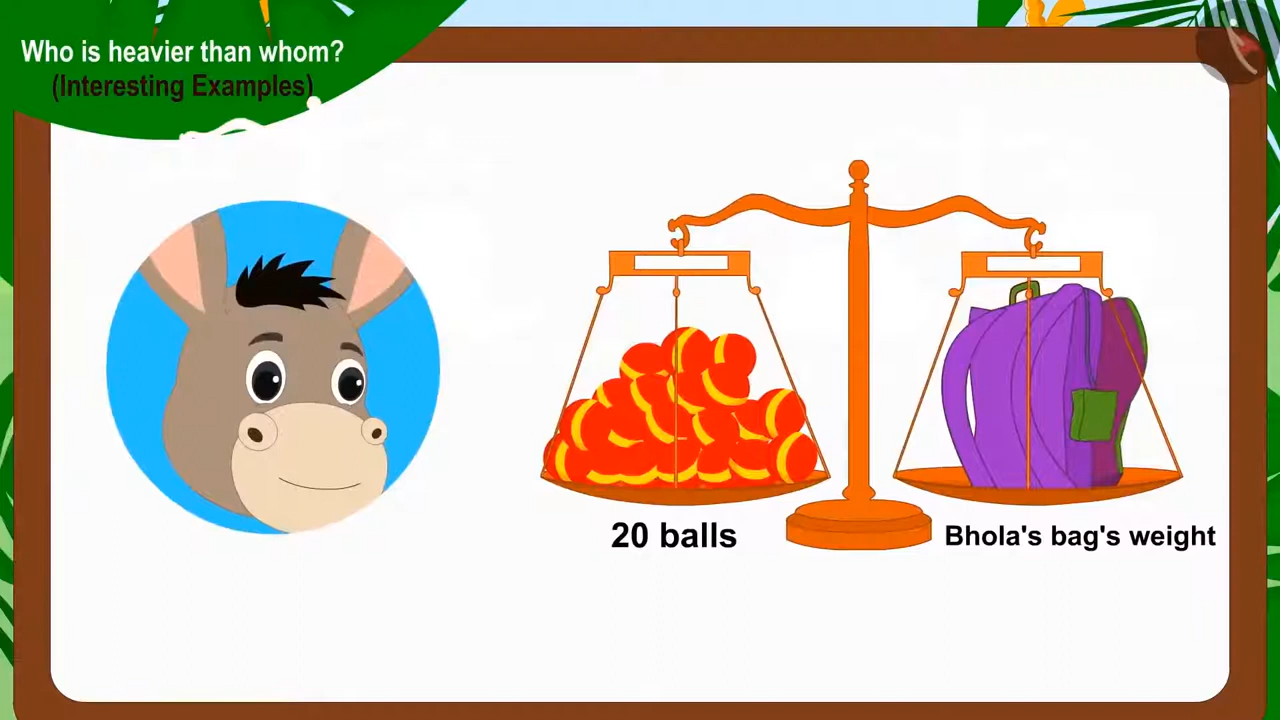 Who is heavier than whom?
(Interesting Examples)
20 balls
Bhola's bag's weight